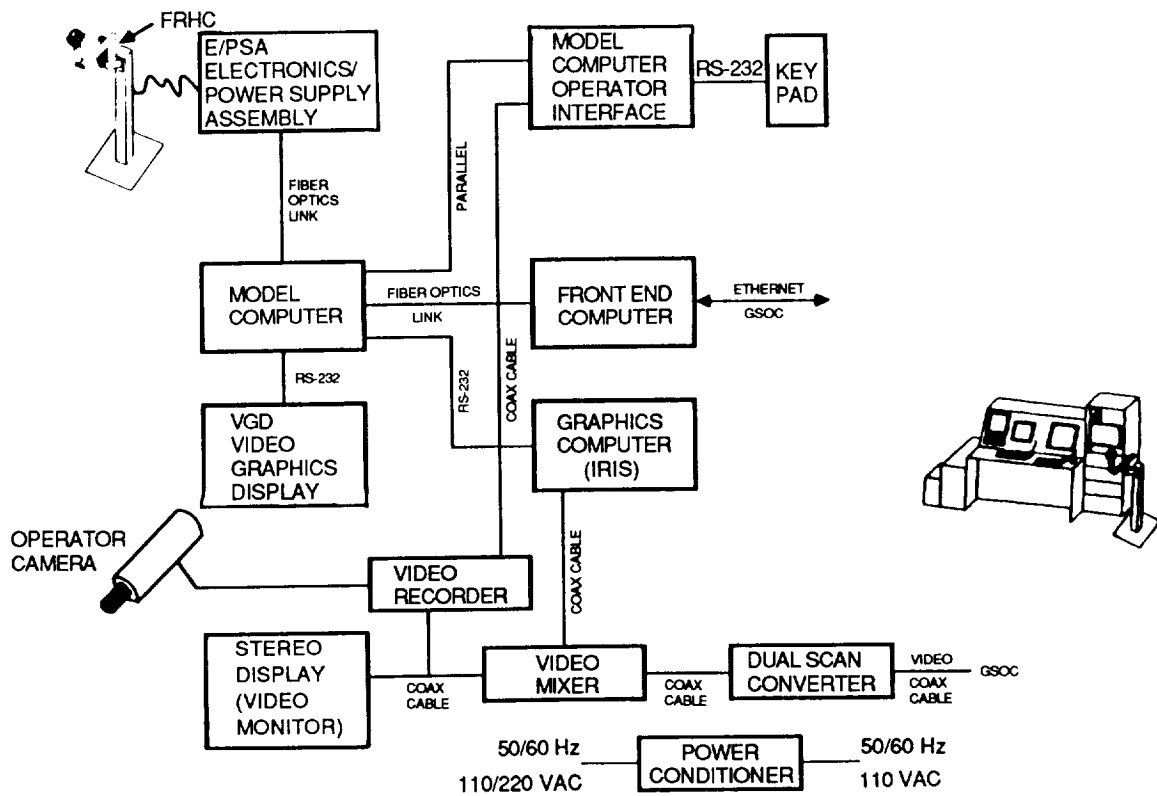 FRHC
E/PSA
ELECTRONICS/
POWER SUPPLY
ASSEMBLY
MODEL
COMPUTER
OPERATOR
INTERFACE
RS-232
KEY
PAD
FIBER
OPTICS
LINK
PARALLEL
MODEL
COMPUTER
FIBER OPTICS
LINK
FRONT END
COMPUTER
ETHERNET
GSOC
RS-232
RS-232
COAX CABLE
VGD
VIDEO
GRAPHICS
DISPLAY
GRAPHICS
COMPUTER
(IRIS)
OPERATOR
CAMERA
VIDEO
RECORDER
COAX CABLE
STEREO
DISPLAY
(VIDEO
MONITOR)
COAX
CABLE
VIDEO
MIXER
COAX
CABLE
DUAL SCAN
CONVERTER
VIDEO
COAX
CABLE
GSOC
50/60 Hz
110/220 VAC
POWER
CONDITIONER
50/60 Hz
110 VAC